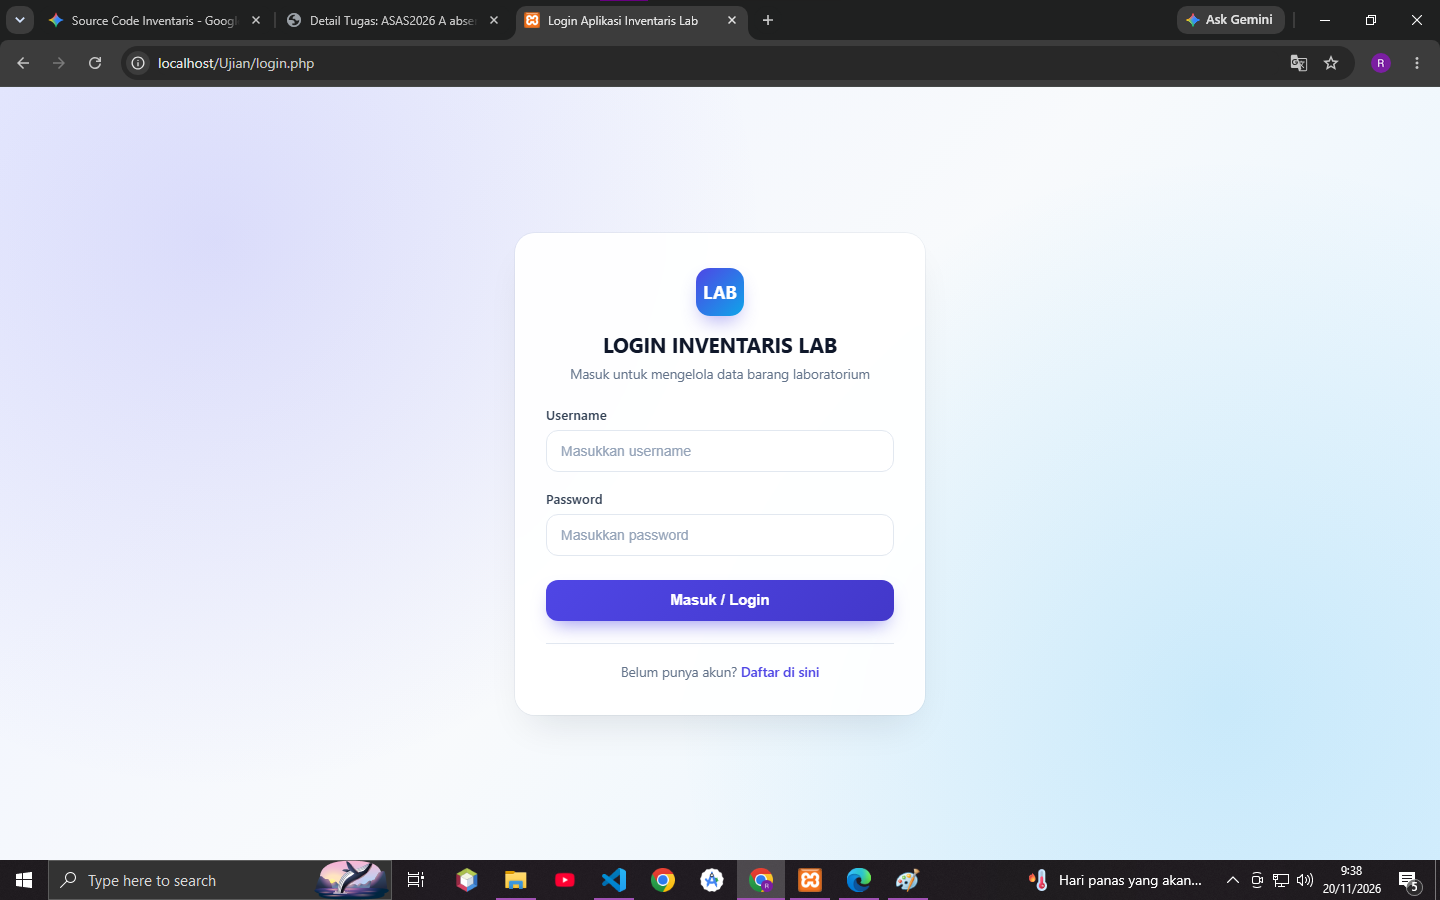 Source Code Inventaris - Googl
Detail Tugas: ASAS2026 A abse
Login Aplikasi Inventaris Lab
Ask Gemini
localhost/Ujian/login.php
R
LAB
LOGIN INVENTARIS LAB
Masuk untuk mengelola data barang laboratorium
Username
Masukkan username
Password
Masukkan password
Masuk / Login
Belum punya akun? Daftar di sini
Type here to search
Hari panas yang akan...
9:38
20/11/2026
5